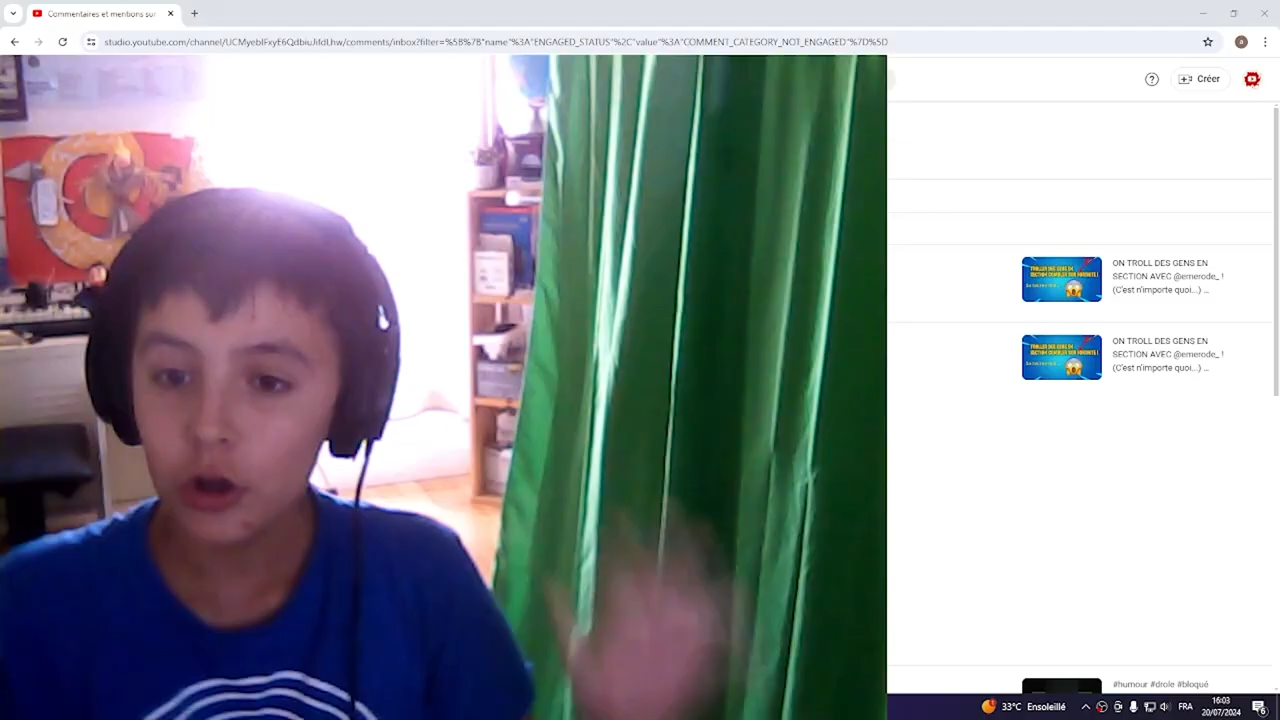 Commentaires et mentions sur
studio.youtube.com/channel/UCMyeblFxyE6QdbiuJifdLhw/comments/inbox?filter=%5B%7B"name"%3A"ENGAGED_STATUS"%2C"value"%3A"COMMENT_CATEGORY_NOT_ENGAGED"%7D%5D
Créer
ON TROLL DES GENS EN
SECTION AVEC @emerode_ !
(C'est n'importe quoi...) ...
ON TROLL DES GENS EN
SECTION AVEC @emerode_ !
(C'est n'importe quoi...) ...
#humour #drole #bloqué
33°C Ensoleillé
FRA
16:03
20/07/2024
6